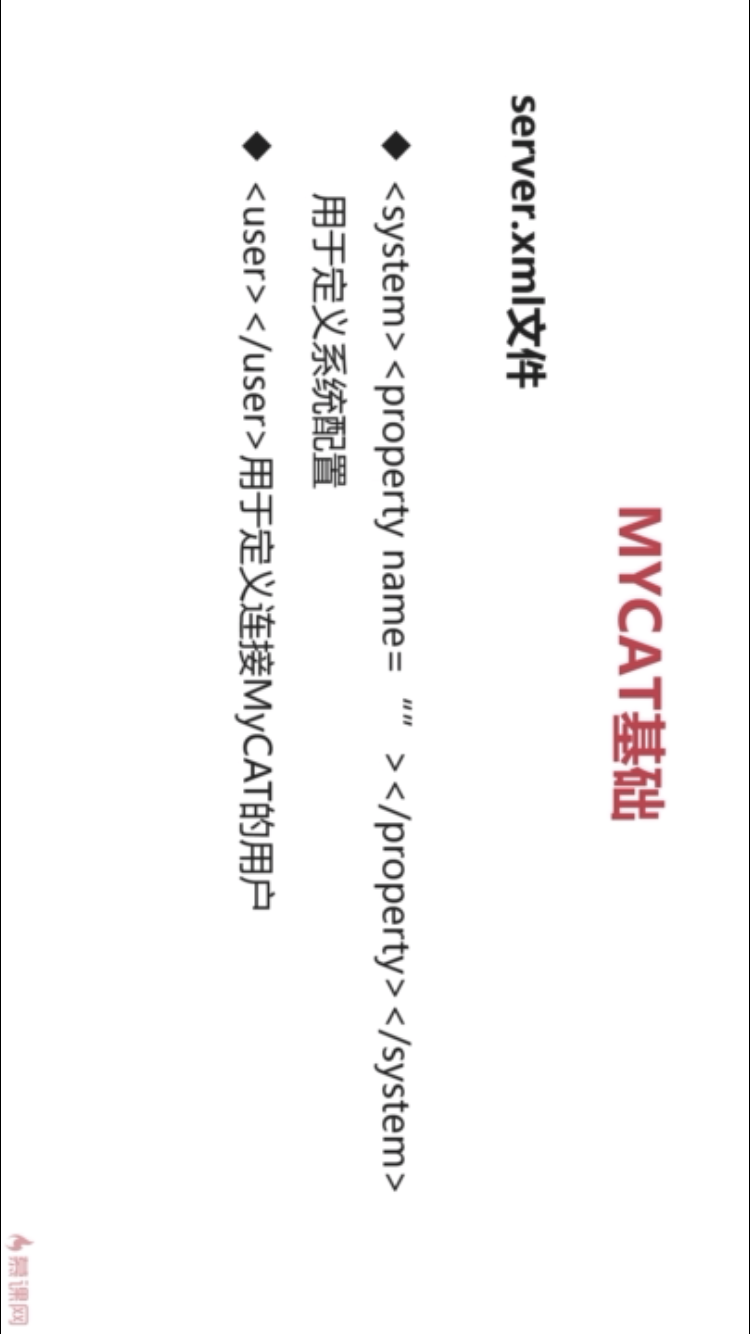 MYCAT基础
server.xml文件
◆ <system><property name= “” ></property></system>
用于定义系统配置
◆ <user></user>用于定义连接MyCAT的用户
慕课网